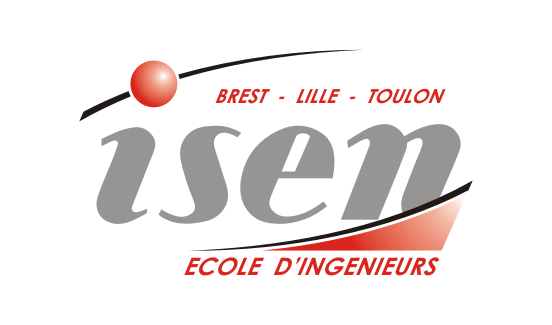 BREST - LILLE - TOULON
isen
ECOLE D'INGENIEURS